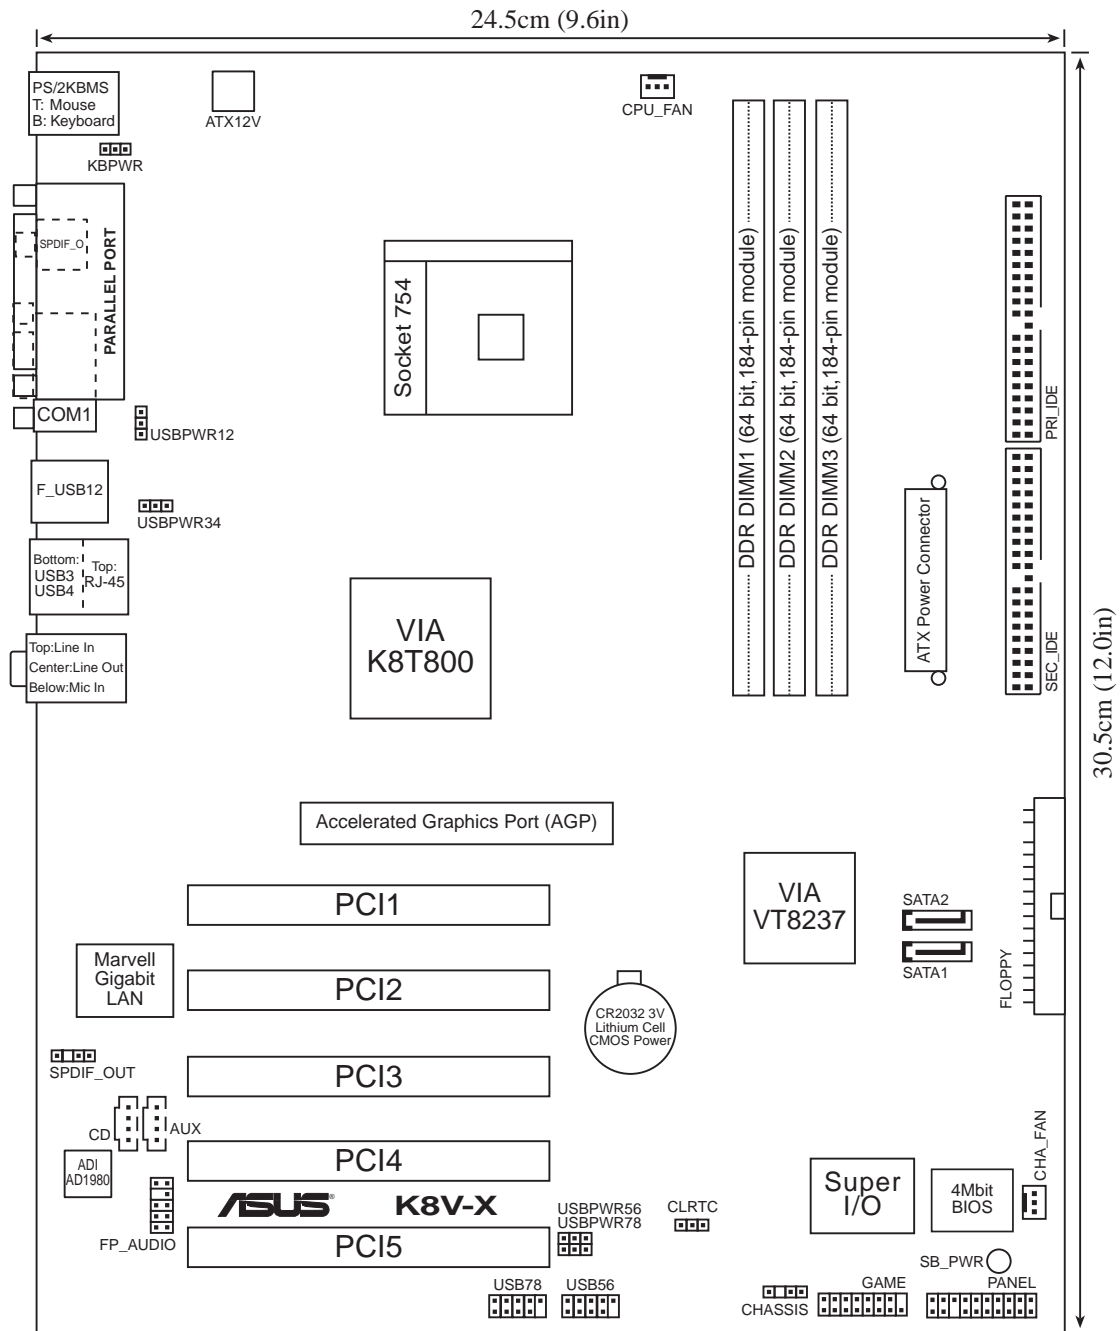 24.5cm (9.6in)
PS/2KBMS
T: Mouse
B: Keyboard
ATX12V
CPU_FAN
KBPWR
SPDIF_O
PARALLEL PORT
COM1
USBPWR12
F_USB12
USBPWR34
Bottom:
USB3
USB4
Top:
RJ-45
Top:Line In
Center:Line Out
Below:Mic In
Socket 754
DDR DIMM1 (64 bit,184-pin module)
DDR DIMM2 (64 bit,184-pin module)
DDR DIMM3 (64 bit,184-pin module)
PRI_IDE
SEC_IDE
ATX Power Connector
30.5cm (12.0in)
VIA
K8T800
Accelerated Graphics Port (AGP)
PCI1
VIA
VT8237
SATA2
SATA1
FLOPPY
Marvell
Gigabit
LAN
PCI2
CR2032 3V
Lithium Cell
CMOS Power
SPDIF_OUT
PCI3
CD
AUX
ADI
AD1980
PCI4
Super
I/O
4Mbit
BIOS
CHA_FAN
FP_AUDIO
ASUS®
K8V-X
USBPWR56
USBPWR78
CLRTC
PCI5
SB_PWR
USB78
USB56
CHASSIS
GAME
PANEL